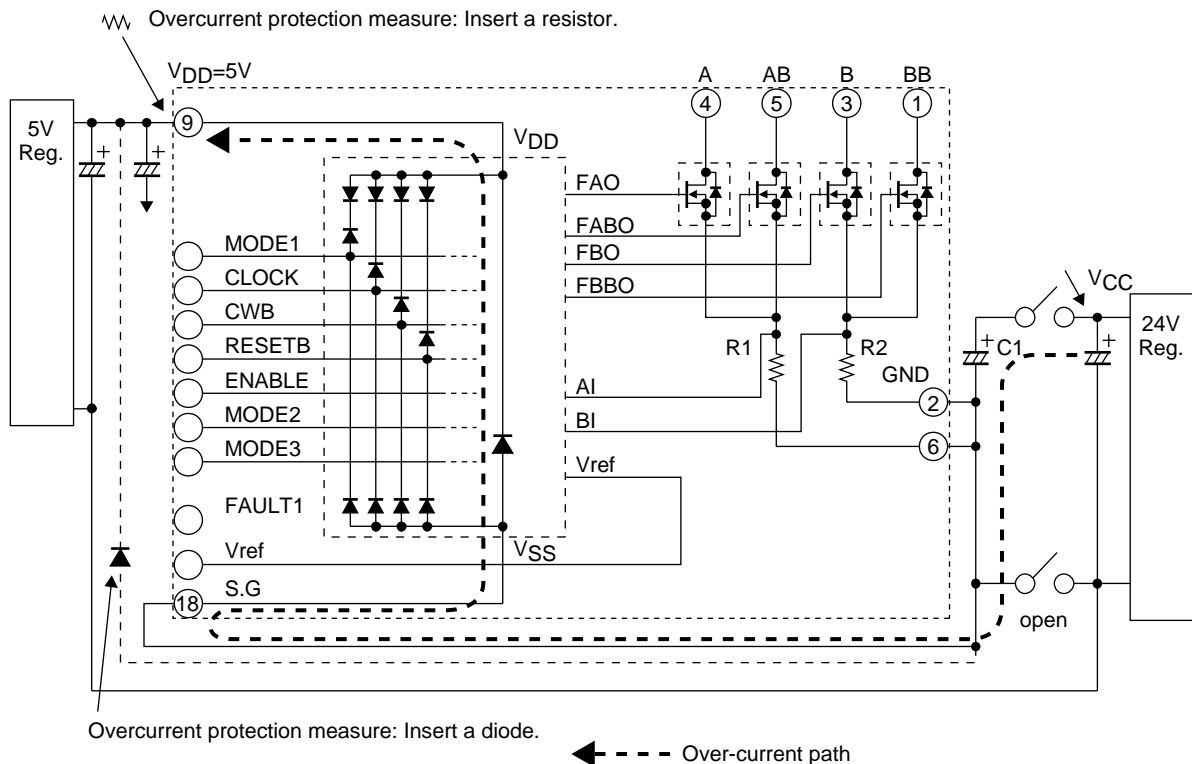 Overcurrent protection measure: Insert a resistor.
VDD=5V
A AB B BB
4 5 3 1
5V
Reg.
+ +
9
VDD
FAO
FABO
FBO
FBBO
MODE1
CLOCK
CWB
RESETB
ENABLE
MODE2
MODE3
FAULT1
Vref
S.G
18
VSS
R1 R2
AI
BI
Vref
GND
2
6
VCC
+ C1 +
24V
Reg.
open
Overcurrent protection measure: Insert a diode.
Over-current path